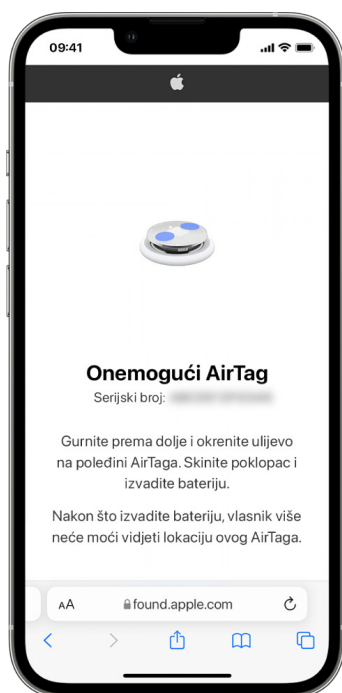 09:41
Onemogući AirTag
Serijski broj:
Gurnite prema dolje i okrenite ulijevo
na poleđini AirTaga. Skinite poklopac i
izvadite bateriju.
Nakon što izvadite bateriju, vlasnik više
neće moći vidjeti lokaciju ovog AirTaga.
AA found.apple.com